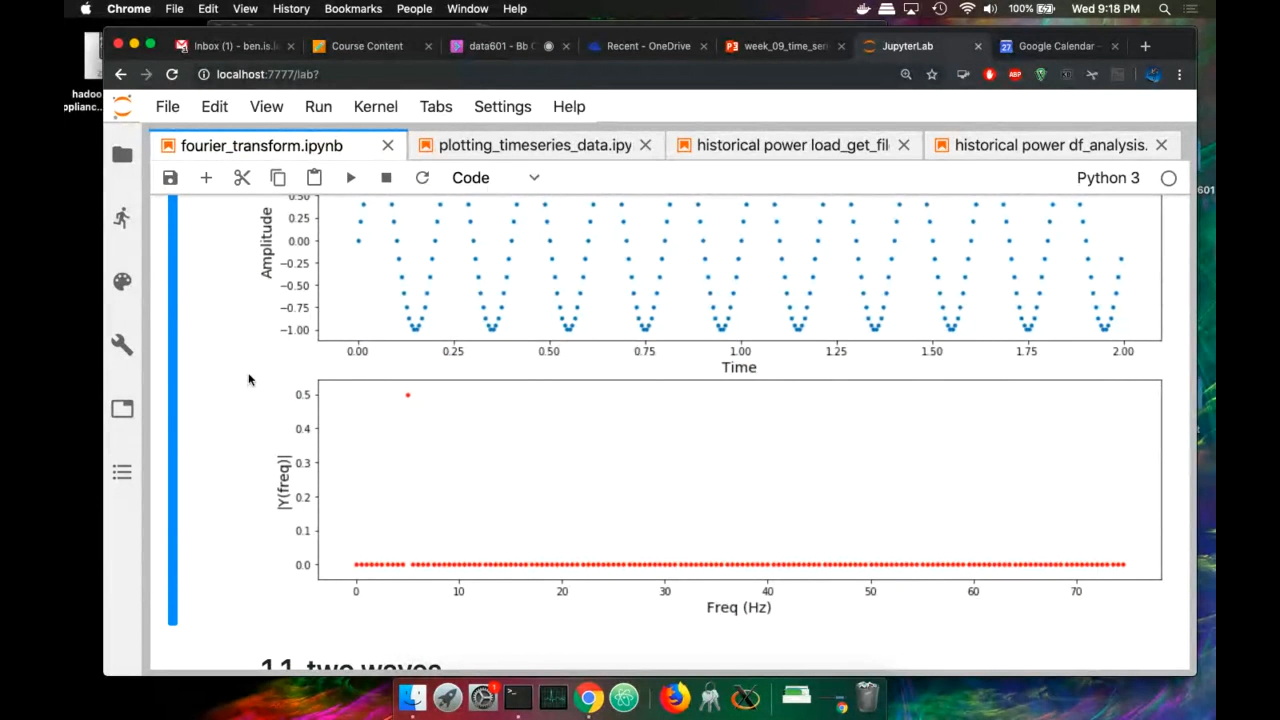 Chrome File Edit View History Bookmarks People Window Help 100% Wed 9:18 PM
hadoo
pplianc...
Inbox (1) - ben.is.l
Course Content
data601 - Bb C
Recent - OneDrive
week_09_time_ser
JupyterLab
Google Calendar -
localhost:7777/lab?
ABP
File Edit View Run Kernel Tabs Settings Help
fourier_transform.ipynb
plotting_timeseries_data.ipy
historical power load_get_fil
historical power df_analysis.
Code
Python 3
601
Amplitude
0.50
0.25
0.00
−0.25
−0.50
−0.75
−1.00
0.00 0.25 0.50 0.75 1.00 1.25 1.50 1.75 2.00
Time
|Y(freq)|
0.5
0.4
0.3
0.2
0.1
0.0
0 10 20 30 40 50 60 70
Freq (Hz)
1.1 two waves